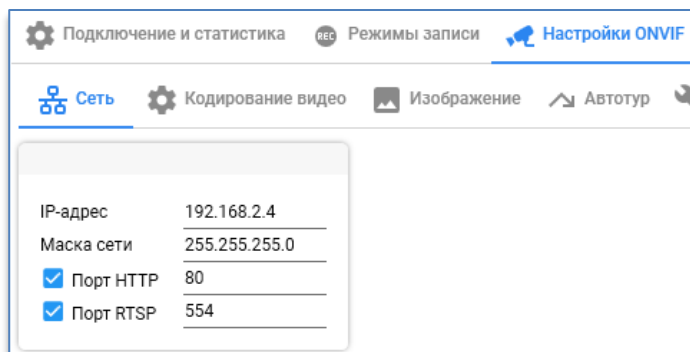 Подключение и статистика REC Режимы записи Настройки ONVIF
Сеть Кодирование видео Изображение Автотур
IP-адрес 192.168.2.4
Маска сети 255.255.255.0
Порт HTTP 80
Порт RTSP 554